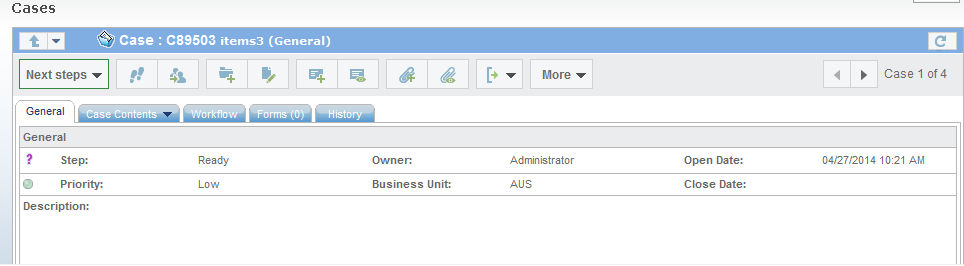 Cases
Case : C89503 items3 (General)
Next steps More Case 1 of 4
General Case Contents Workflow Forms (0) History
General
? Step: Ready Owner: Administrator Open Date: 04/27/2014 10:21 AM
Priority: Low Business Unit: AUS Close Date:
Description: